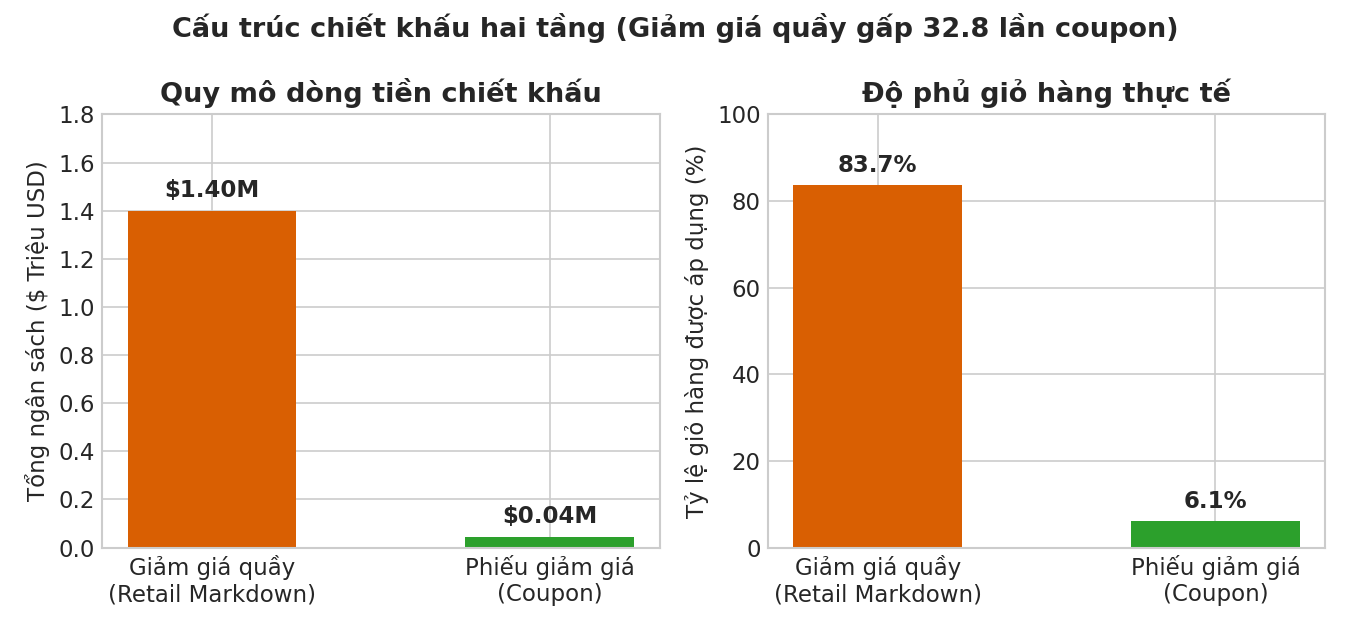 Cấu trúc chiết khấu hai tầng (Giảm giá quầy gấp 32.8 lần coupon)
Quy mô dòng tiền chiết khấu
Tổng ngân sách ($ Triệu USD)
1.8
1.6
1.4
1.2
1.0
0.8
0.6
0.4
0.2
0.0
$1.40M
$0.04M
Giảm giá quầy
(Retail Markdown)
Phiếu giảm giá
(Coupon)
Độ phủ giỏ hàng thực tế
Tỷ lệ giỏ hàng được áp dụng (%)
100
80
60
40
20
0
83.7%
6.1%
Giảm giá quầy
(Retail Markdown)
Phiếu giảm giá
(Coupon)